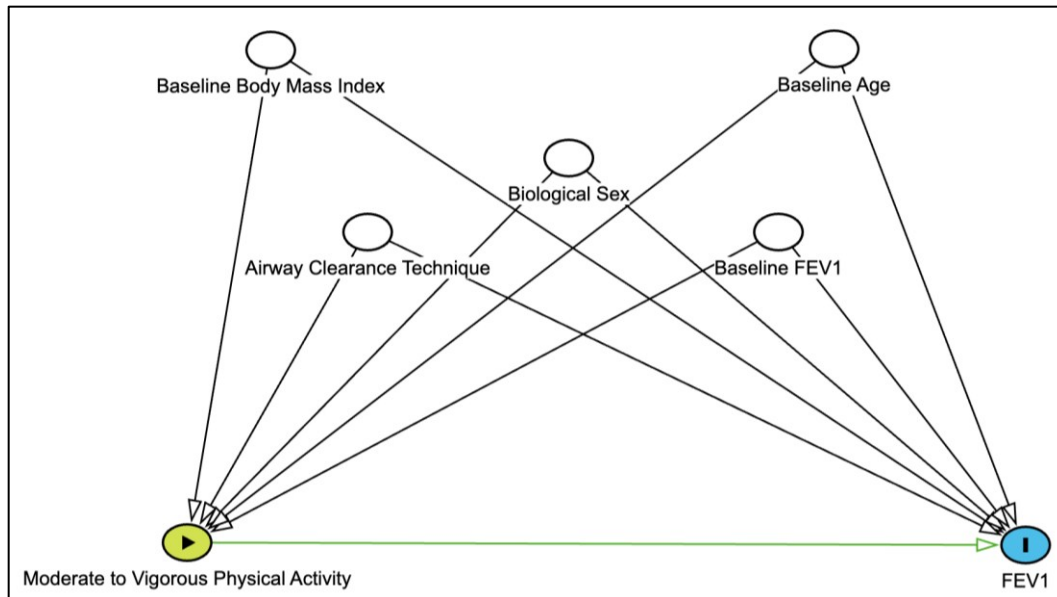 Baseline Body Mass Index
Baseline Age
Biological Sex
Airway Clearance Technique
Baseline FEV1
Moderate to Vigorous Physical Activity
FEV1